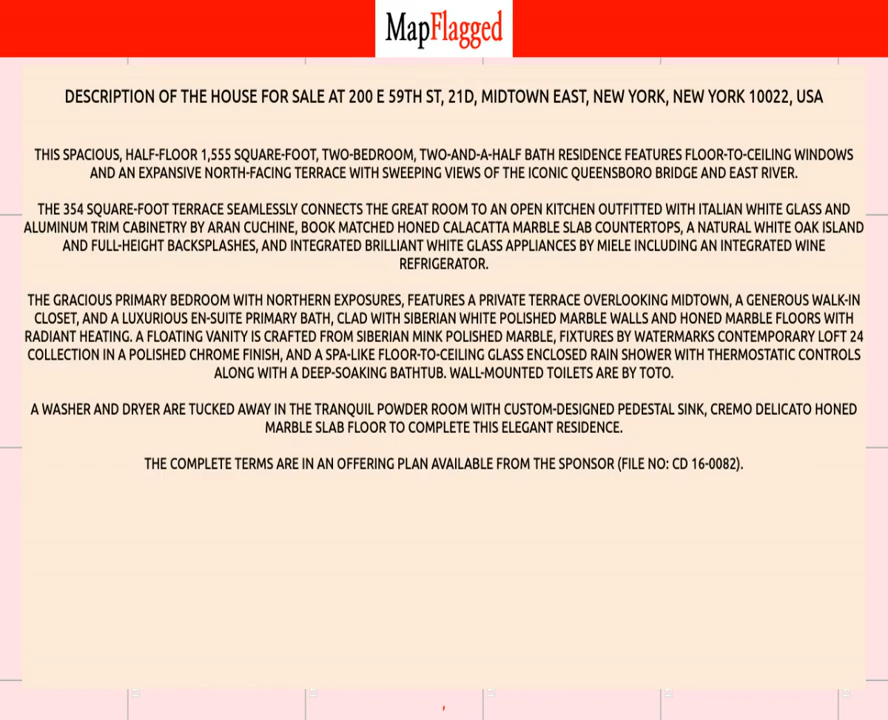 MapFlagged
DESCRIPTION OF THE HOUSE FOR SALE AT 200 E 59TH ST, 21D, MIDTOWN EAST, NEW YORK, NEW YORK 10022, USA
THIS SPACIOUS, HALF-FLOOR 1,555 SQUARE-FOOT, TWO-BEDROOM, TWO-AND-A-HALF BATH RESIDENCE FEATURES FLOOR-TO-CEILING WINDOWS
AND AN EXPANSIVE NORTH-FACING TERRACE WITH SWEEPING VIEWS OF THE ICONIC QUEENSBORO BRIDGE AND EAST RIVER.
THE 354 SQUARE-FOOT TERRACE SEAMLESSLY CONNECTS THE GREAT ROOM TO AN OPEN KITCHEN OUTFITTED WITH ITALIAN WHITE GLASS AND
ALUMINUM TRIM CABINETRY BY ARAN CUCHINE, BOOK MATCHED HONED CALACATTA MARBLE SLAB COUNTERTOPS, A NATURAL WHITE OAK ISLAND
AND FULL-HEIGHT BACKSPLASHES, AND INTEGRATED BRILLIANT WHITE GLASS APPLIANCES BY MIELE INCLUDING AN INTEGRATED WINE
REFRIGERATOR.
THE GRACIOUS PRIMARY BEDROOM WITH NORTHERN EXPOSURES, FEATURES A PRIVATE TERRACE OVERLOOKING MIDTOWN, A GENEROUS WALK-IN
CLOSET, AND A LUXURIOUS EN-SUITE PRIMARY BATH, CLAD WITH SIBERIAN WHITE POLISHED MARBLE WALLS AND HONED MARBLE FLOORS WITH
RADIANT HEATING. A FLOATING VANITY IS CRAFTED FROM SIBERIAN MINK POLISHED MARBLE, FIXTURES BY WATERMARKS CONTEMPORARY LOFT 24
COLLECTION IN A POLISHED CHROME FINISH, AND A SPA-LIKE FLOOR-TO-CEILING GLASS ENCLOSED RAIN SHOWER WITH THERMOSTATIC CONTROLS
ALONG WITH A DEEP-SOAKING BATHTUB. WALL-MOUNTED TOILETS ARE BY TOTO.
A WASHER AND DRYER ARE TUCKED AWAY IN THE TRANQUIL POWDER ROOM WITH CUSTOM-DESIGNED PEDESTAL SINK, CREMO DELICATO HONED
MARBLE SLAB FLOOR TO COMPLETE THIS ELEGANT RESIDENCE.
THE COMPLETE TERMS ARE IN AN OFFERING PLAN AVAILABLE FROM THE SPONSOR (FILE NO: CD 16-0082).